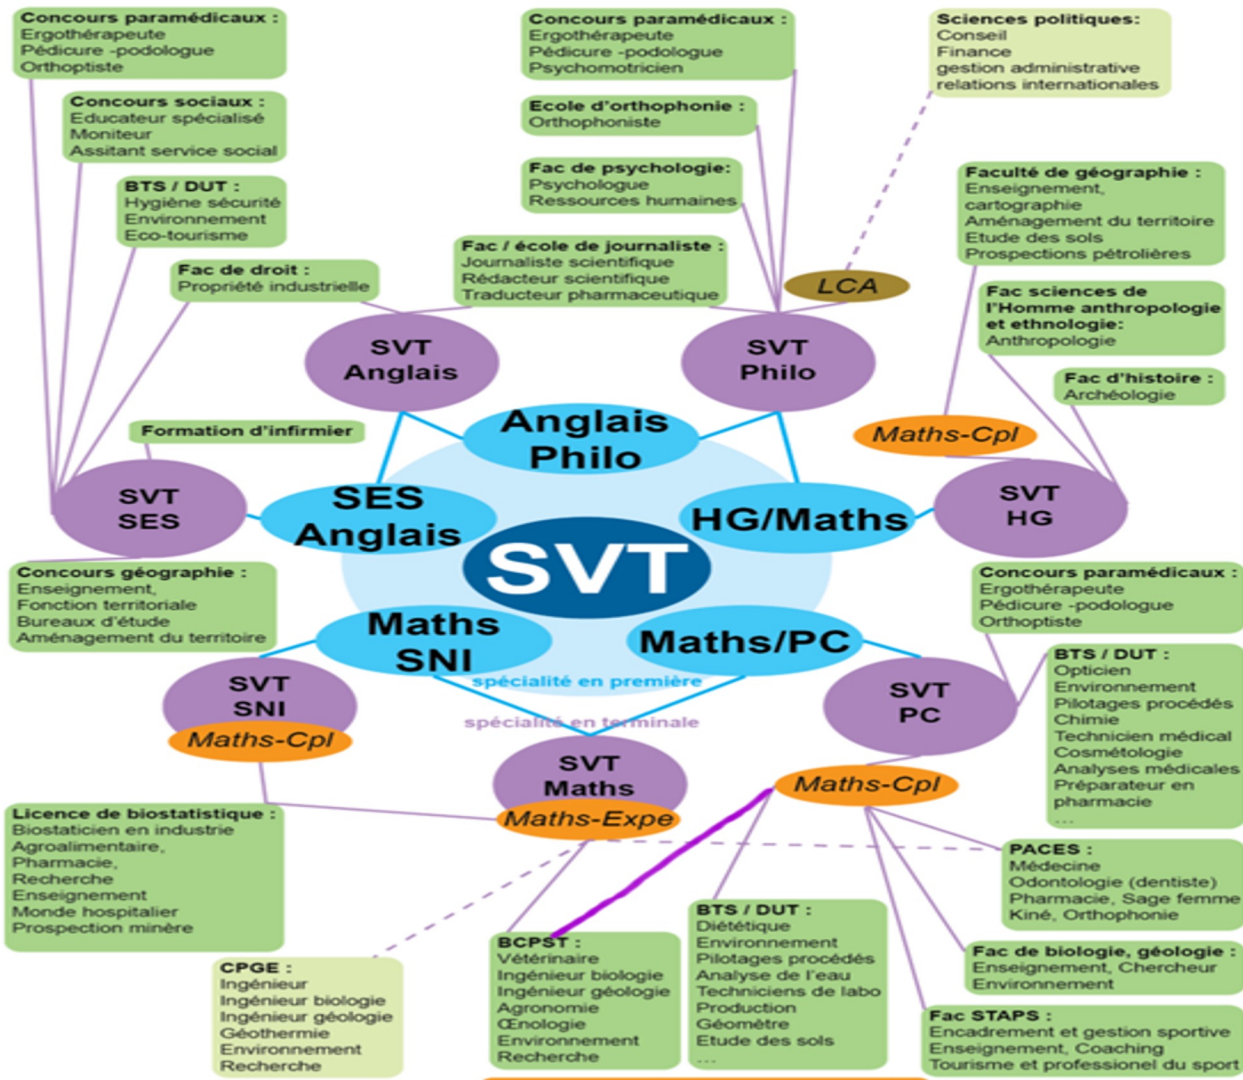 Concours paramédicaux :
Ergothérapeute
Pédicure -podologue
Orthoptiste
Concours sociaux :
Educateur spécialisé
Moniteur
Assitant service social
BTS / DUT :
Hygiène sécurité
Environnement
Eco-tourisme
Fac de droit :
Propriété industrielle
Concours paramédicaux :
Ergothérapeute
Pédicure -podologue
Psychomotricien
Ecole d'orthophonie :
Orthophoniste
Fac de psychologie:
Psychologue
Ressources humaines
Fac / école de journaliste :
Journaliste scientifique
Rédacteur scientifique
Traducteur pharmaceutique
Sciences politiques:
Conseil
Finance
gestion administrative
relations internationales
LCA
Faculté de géographie :
Enseignement,
cartographie
Aménagement du territoire
Etude des sols
Prospections pétrolières
Fac sciences de
l'Homme anthropologie
et ethnologie:
Anthropologie
Fac d'histoire :
Archéologie
SVT
Anglais
SVT
Philo
Maths-Cpl
Formation d'infirmier
Anglais
Philo
SVT
SES
SES
Anglais
HG/Maths
SVT
HG
SVT
Concours géographie :
Enseignement,
Fonction territoriale
Bureaux d'étude
Aménagement du territoire
Maths
SNI
Maths/PC
spécialité en première
spécialité en terminale
SVT
SNI
Maths-Cpl
SVT
Maths
Maths-Expe
SVT
PC
Maths-Cpl
Concours paramédicaux :
Ergothérapeute
Pédicure -podologue
Orthoptiste
BTS / DUT :
Opticien
Environnement
Pilotages procédés
Chimie
Technicien médical
Cosmétologie
Analyses médicales
Préparateur en
pharmacie
...
Licence de biostatistique :
Biostaticien en industrie
Agroalimentaire,
Pharmacie,
Recherche
Enseignement
Monde hospitalier
Prospection minère
CPGE :
Ingénieur
Ingénieur biologie
Ingénieur géologie
Géothermie
Environnement
Recherche
BCPST :
Vétérinaire
Ingénieur biologie
Ingénieur géologie
Agronomie
Œnologie
Environnement
Recherche
BTS / DUT :
Diététique
Environnement
Pilotages procédés
Analyse de l'eau
Techniciens de labo
Production
Géomètre
Etude des sols
...
PACES :
Médecine
Odontologie (dentiste)
Pharmacie, Sage femme
Kiné, Orthophonie
Fac de biologie, géologie :
Enseignement, Chercheur
Environnement
Fac STAPS :
Encadrement et gestion sportive
Enseignement, Coaching
Tourisme et professionel du sport